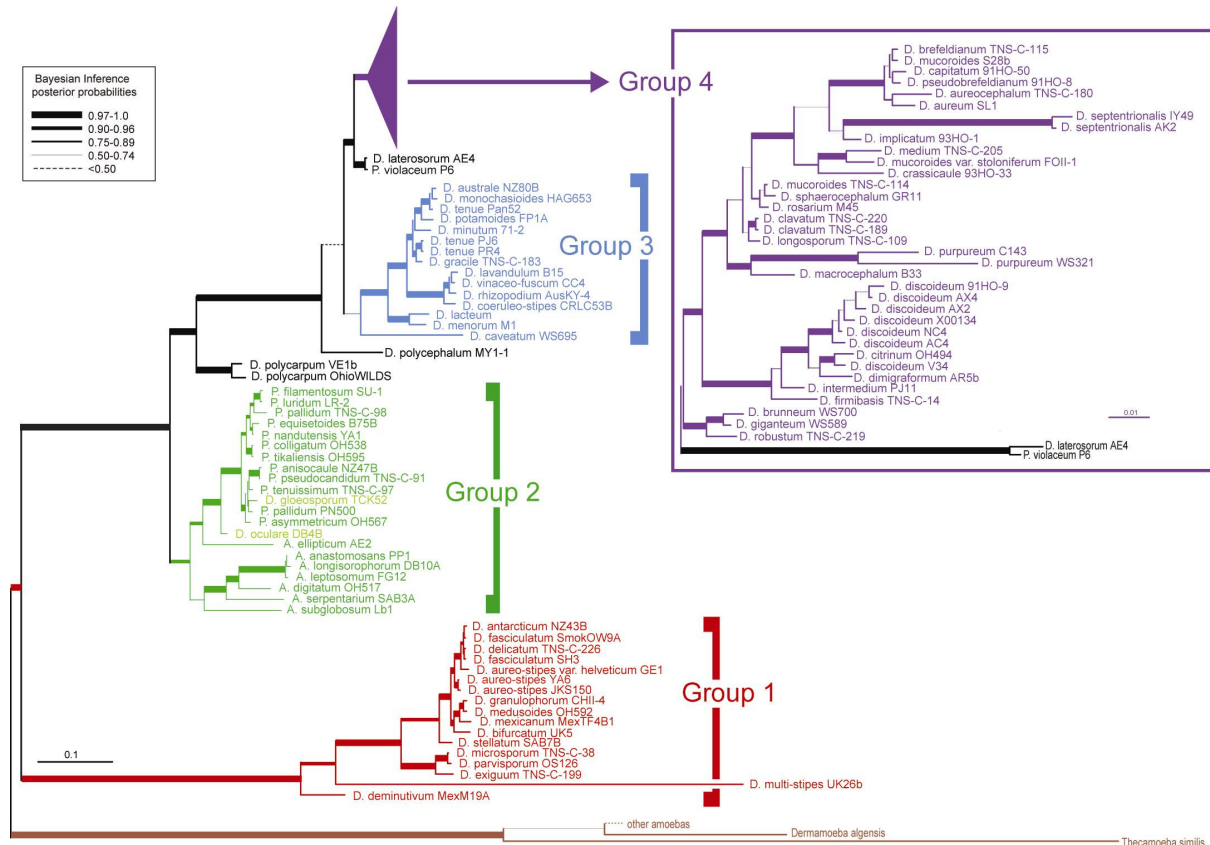 Bayesian Inference
posterior probabilities
0.97-1.0
0.90-0.96
0.75-0.89
0.50-0.74
<0.50
Group 4
D. laterosorum AE4
P. violaceum P6
D. australe NZ80B
D. monochasioides HAG653
D. tenue Pan52
D. potamoides FP1A
D. minutum 71-2
D. tenue PJ6
D. tenue PR4
D. gracile TNS-C-183
D. lavandulum B15
D. vinaceo-fuscum CC4
D. rhizopodium AusKY-4
D. coeruleo-stipes CRLC53B
D. lacteum
D. menorum M1
D. caveatum WS695
Group 3
D. polycephalum MY1-1
D. polycarpum VE1b
D. polycarpum OhioWILDS
P. filamentosum SU-1
P. luridum LR-2
P. pallidum TNS-C-98
P. equisetoides B75B
P. nandutensis YA1
P. colligatum OH538
P. tikaliensis OH595
P. anisocaule NZ47B
P. pseudocandidum TNS-C-91
P. tenuissimum TNS-C-97
D. gloeosporum TCK52
P. pallidum PN500
P. asymmetricum OH567
D. oculare DB4B
A. ellipticum AE2
A. anastomosans PP1
A. longisorophorum DB10A
A. leptosomum FG12
A. digitatum OH517
A. serpentarium SAB3A
A. subglobosum Lb1
Group 2
D. antarcticum NZ43B
D. fasciculatum SmokOW9A
D. delicatum TNS-C-226
D. fasciculatum SH3
D. aureo-stipes var. helveticum GE1
D. aureo-stipes YA6
D. aureo-stipes JKS150
D. granulophorum CHII-4
D. medusoides OH592
D. mexicanum MexTF4B1
D. bifurcatum UK5
D. stellatum SAB7B
D. microsporum TNS-C-38
D. parvisporum OS126
D. exiguum TNS-C-199
D. multi-stipes UK26b
D. deminutivum MexM19A
Group 1
0.1
other amoebas
Dermamoeba algensis
Thecamoeba similis
D. brefeldianum TNS-C-115
D. mucoroides S28b
D. capitatum 91HO-50
D. pseudobrefeldianum 91HO-8
D. aureocephalum TNS-C-180
D. aureum SL1
D. septentrionalis IY49
D. septentrionalis AK2
D. implicatum 93HO-1
D. medium TNS-C-205
D. mucoroides var. stoloniferum FOII-1
D. crassicaule 93HO-33
D. mucoroides TNS-C-114
D. sphaerocephalum GR11
D. rosarium M45
D. clavatum TNS-C-220
D. clavatum TNS-C-189
D. longosporum TNS-C-109
D. purpureum C143
D. purpureum WS321
D. macrocephalum B33
D. discoideum 91HO-9
D. discoideum AX4
D. discoideum AX2
D. discoideum X00134
D. discoideum NC4
D. discoideum AC4
D. citrinum OH494
D. discoideum V34
D. dimigraformum AR5b
D. intermedium PJ11
D. firmibasis TNS-C-14
D. brunneum WS700
D. giganteum WS589
D. robustum TNS-C-219
D. laterosorum AE4
P. violaceum P6
0.01